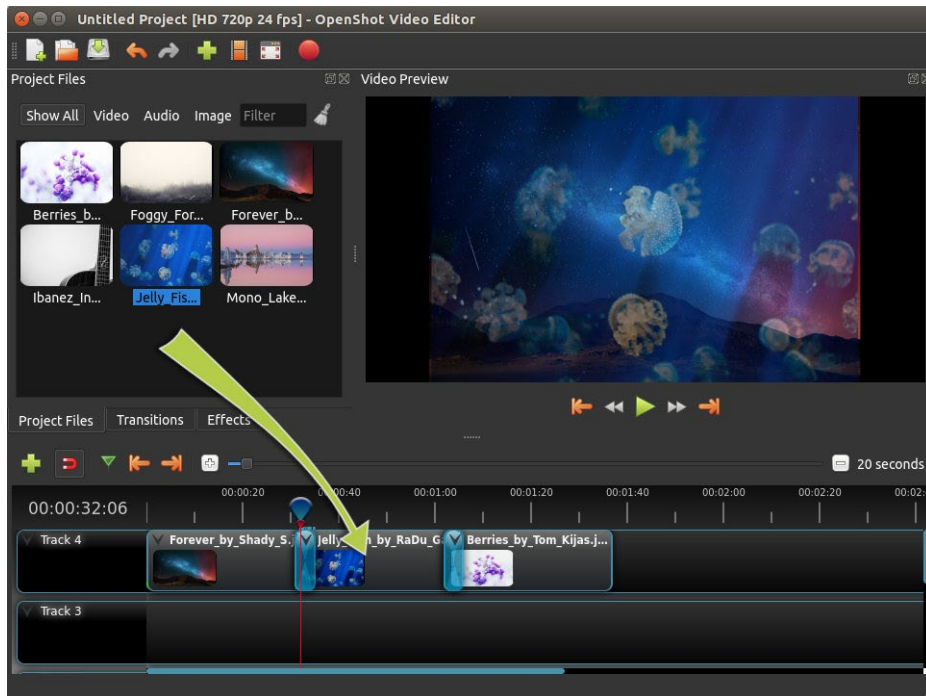 Untitled Project [HD 720p 24 fps] - OpenShot Video Editor
Project Files
Video Preview
Show All Video Audio Image Filter
Berries_b... Foggy_For... Forever_b...
Ibanez_In... Jelly_Fis... Mono_Lake...
Project Files Transitions Effects
20 seconds
00:00:32:06
00:00:20 00:00:40 00:01:00 00:01:20 00:01:40 00:02:00 00:02:20 00:02:
Track 4
Forever_by_Shady_S.j by_RaDu_G. Berries_by_Tom_Kijas.j...
Track 3